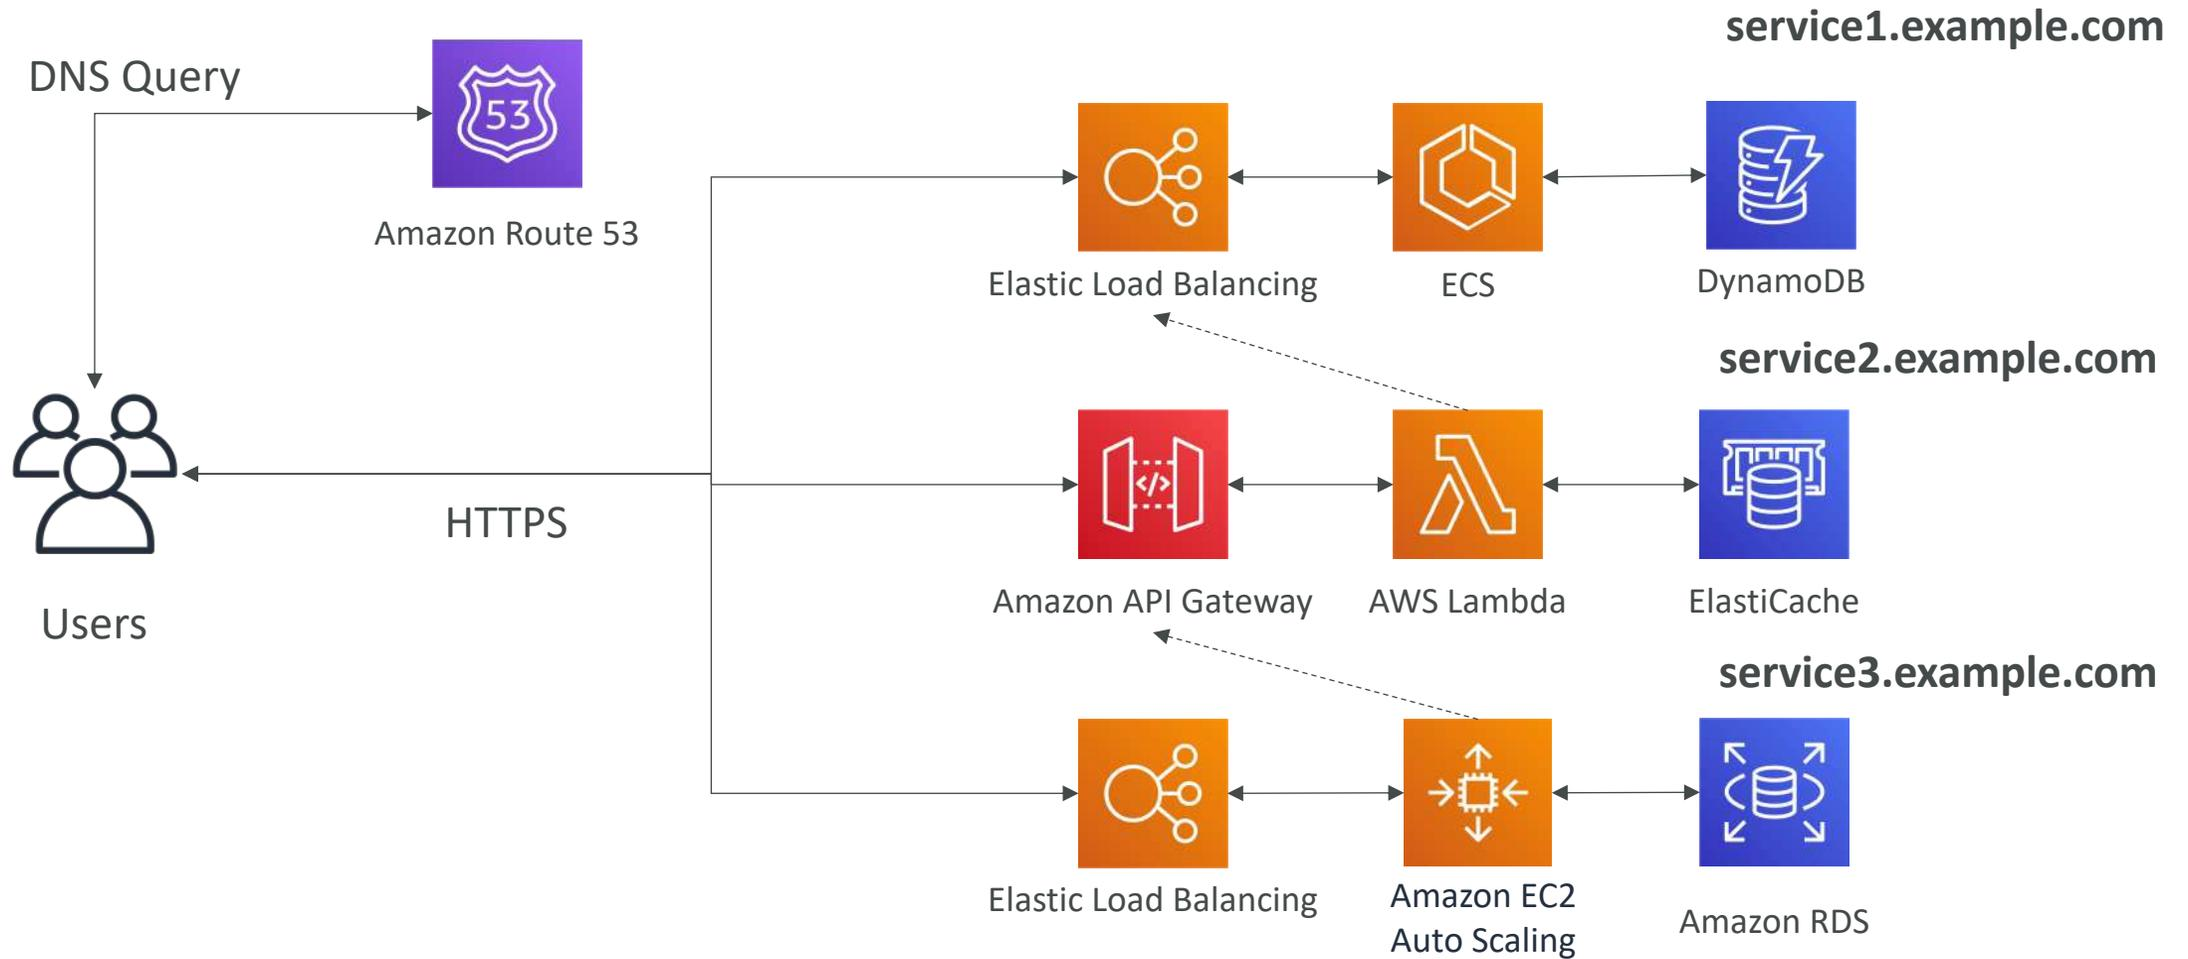 service1.example.com
DNS Query
53
Amazon Route 53
Elastic Load Balancing
ECS
DynamoDB
service2.example.com
</>
HTTPS
Amazon API Gateway
AWS Lambda
ElastiCache
Users
service3.example.com
Elastic Load Balancing
Amazon EC2
Auto Scaling
Amazon RDS